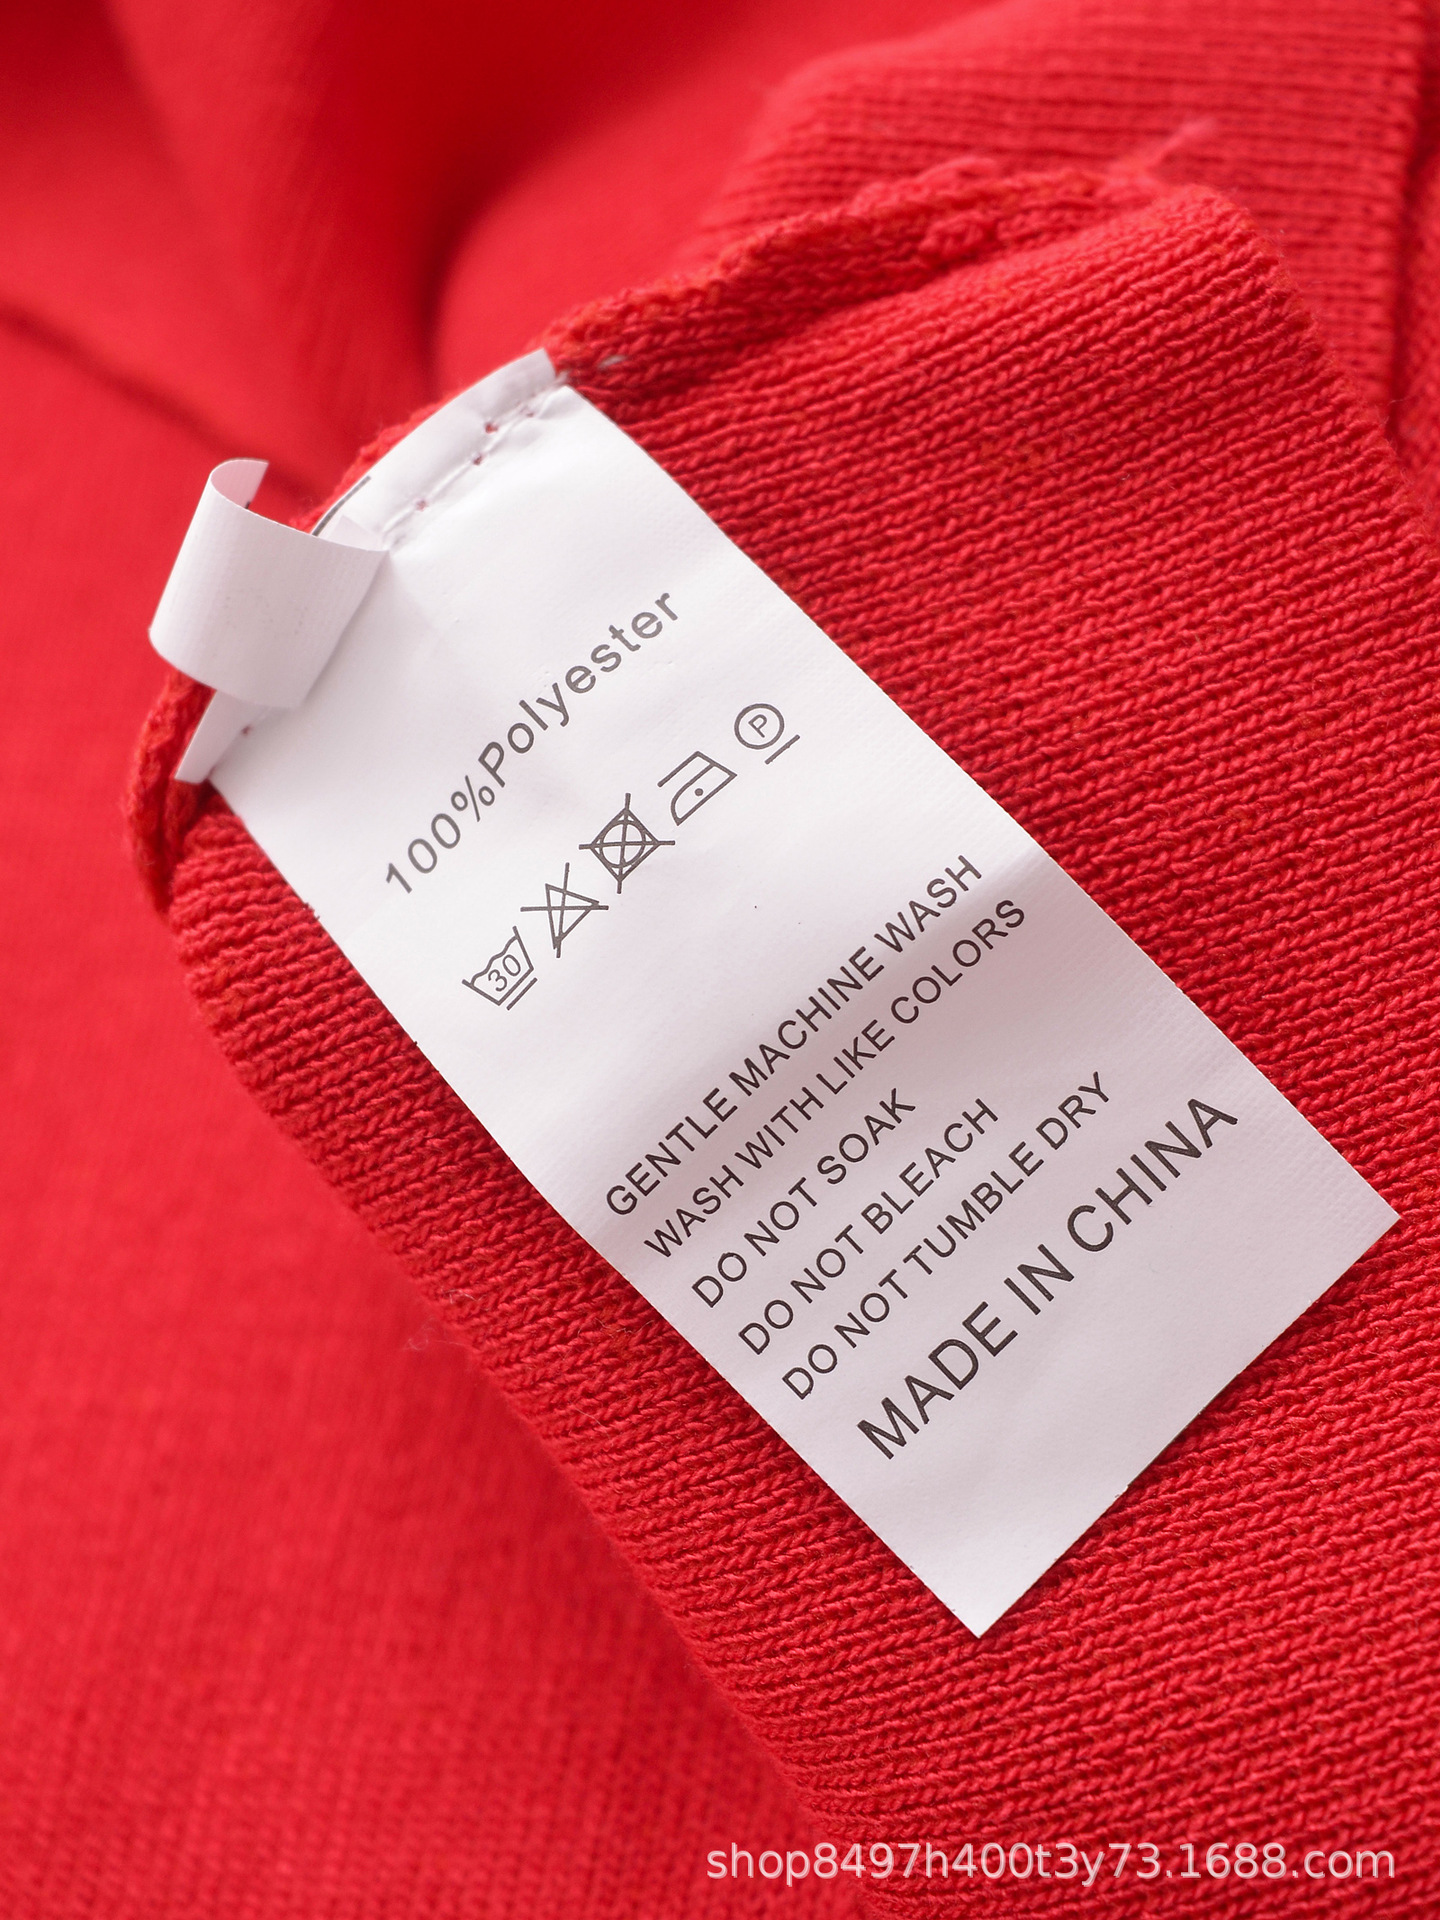 100%Polyester
30 P
GENTLE MACHINE WASH
WASH WITH LIKE COLORS
DO NOT SOAK
DO NOT BLEACH
DO NOT TUMBLE DRY
MADE IN CHINA
shop8497h400t3y73.1688.com